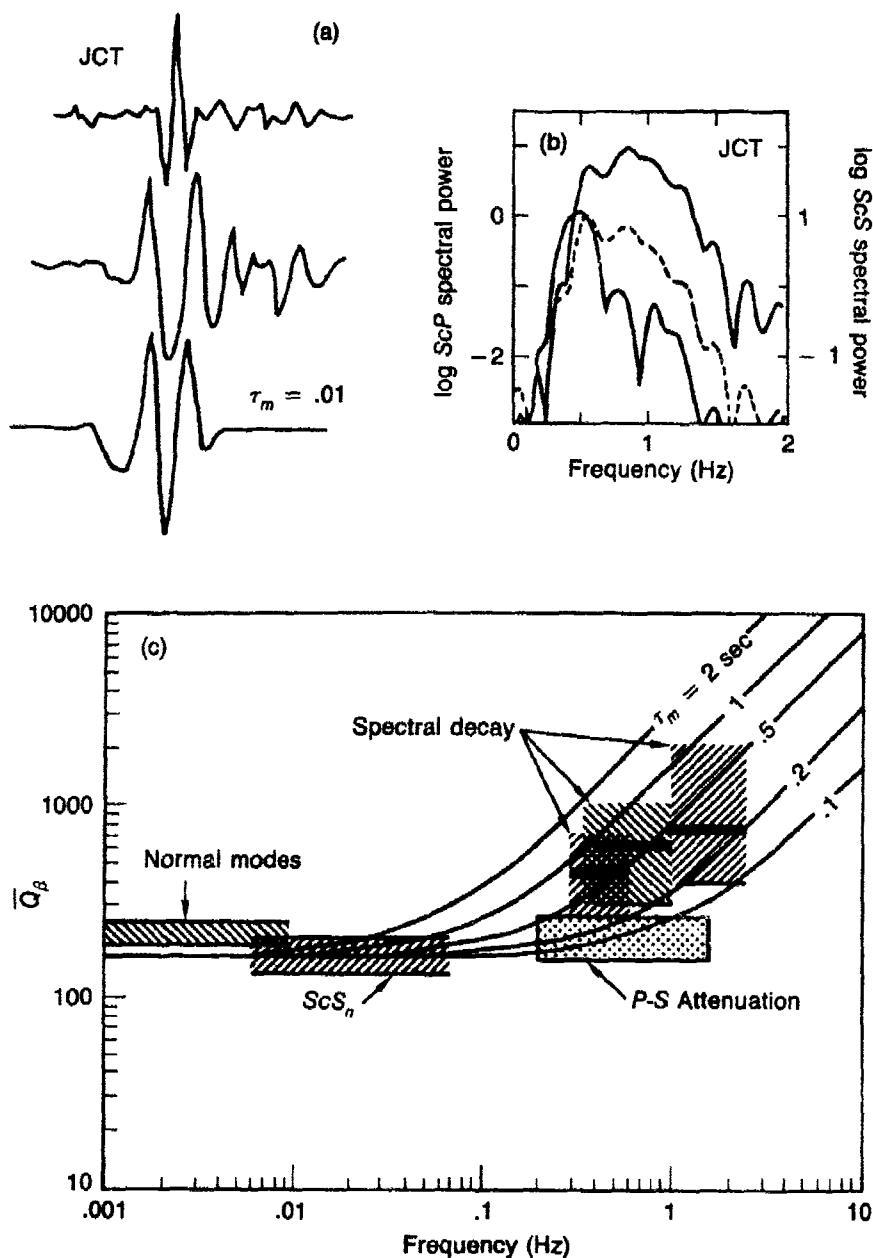 (a)
JCT
τm = .01
(b)
JCT
log ScP spectral power
0
−2
log ScS spectral power
1
− 1
0
1
2
Frequency (Hz)
(c)
10000
1000
100
10
Q̅β
τm = 2 sec
1
.5
.2
.1
Spectral decay
Normal modes
ScSn
P-S Attenuation
.001
.01
.1
1
10
Frequency (Hz)